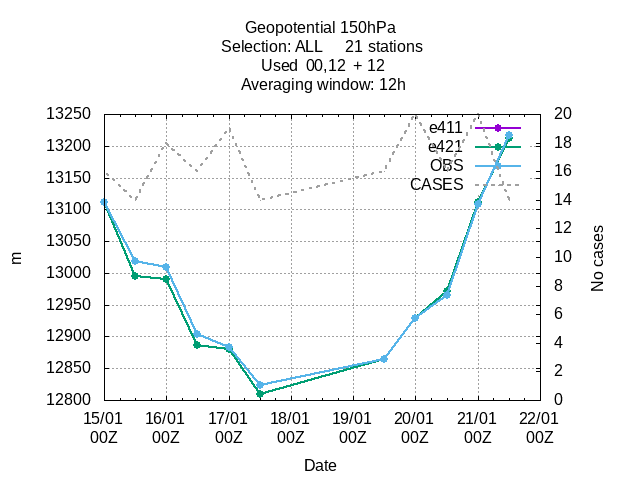 Geopotential 150hPa
Selection: ALL     21 stations
Used  00,12  + 12
Averaging window: 12h
13250
13200
13150
13100
13050
13000
12950
12900
12850
12800
m
e411
e421
OBS
CASES
20
18
16
14
12
10
8
6
4
2
0
No cases
15/01 16/01 17/01 18/01 19/01 20/01 21/01 22/01
00Z 00Z 00Z 00Z 00Z 00Z 00Z 00Z
Date